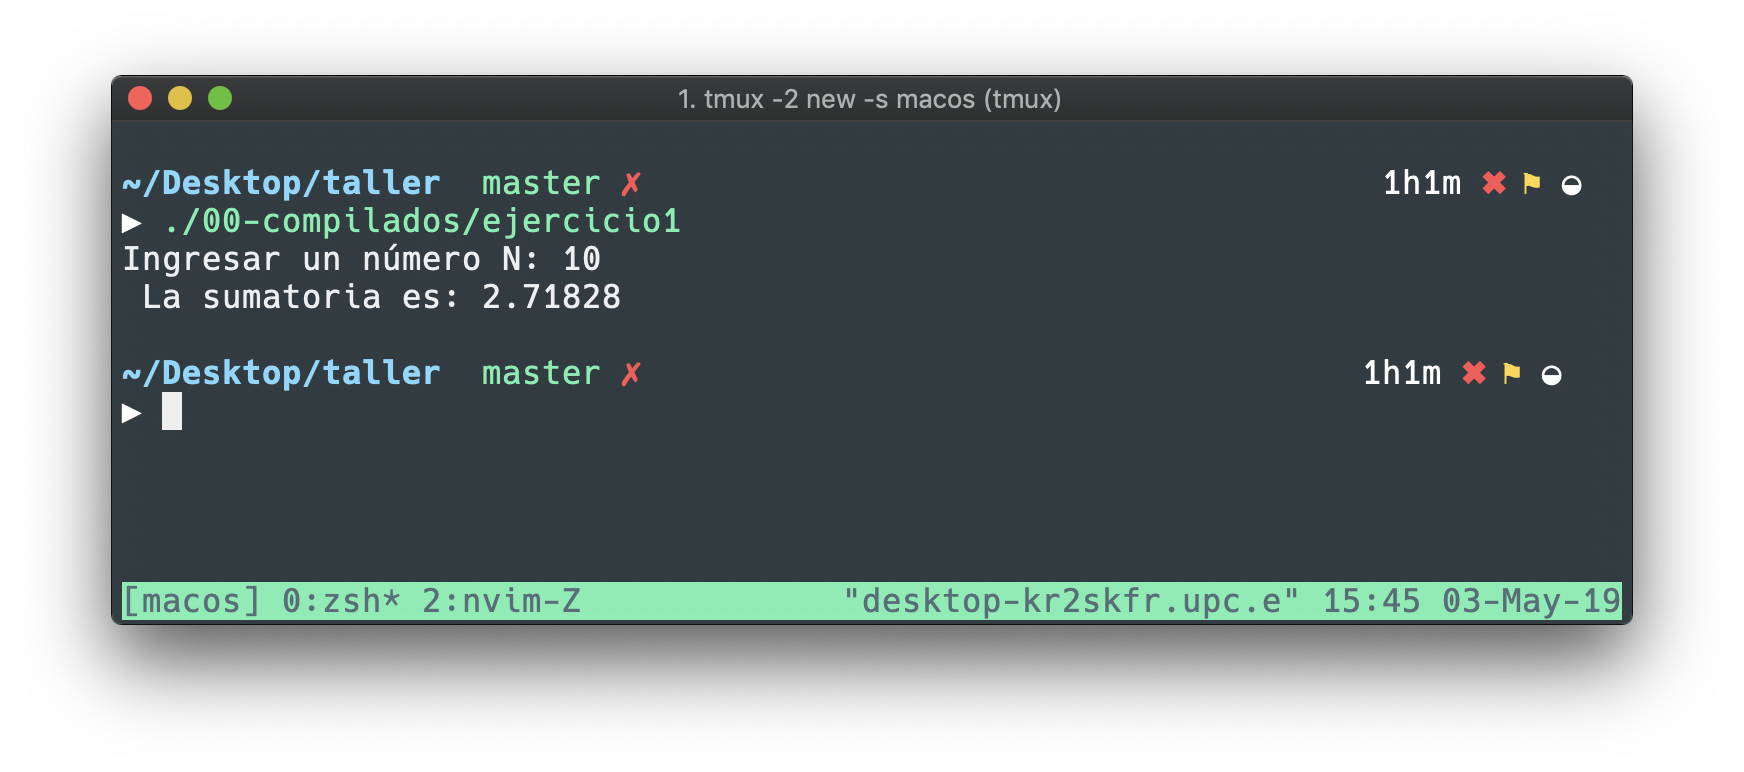 1. tmux -2 new -s macos (tmux)
~/Desktop/taller  master ✗ 1h1m ✖ ⚑ ◒
▶ ./00-compilados/ejercicio1
Ingresar un número N: 10
La sumatoria es: 2.71828
~/Desktop/taller  master ✗ 1h1m ✖ ⚑ ◒
▶
[macos] 0:zsh* 2:nvim-Z "desktop-kr2skfr.upc.e" 15:45 03-May-19